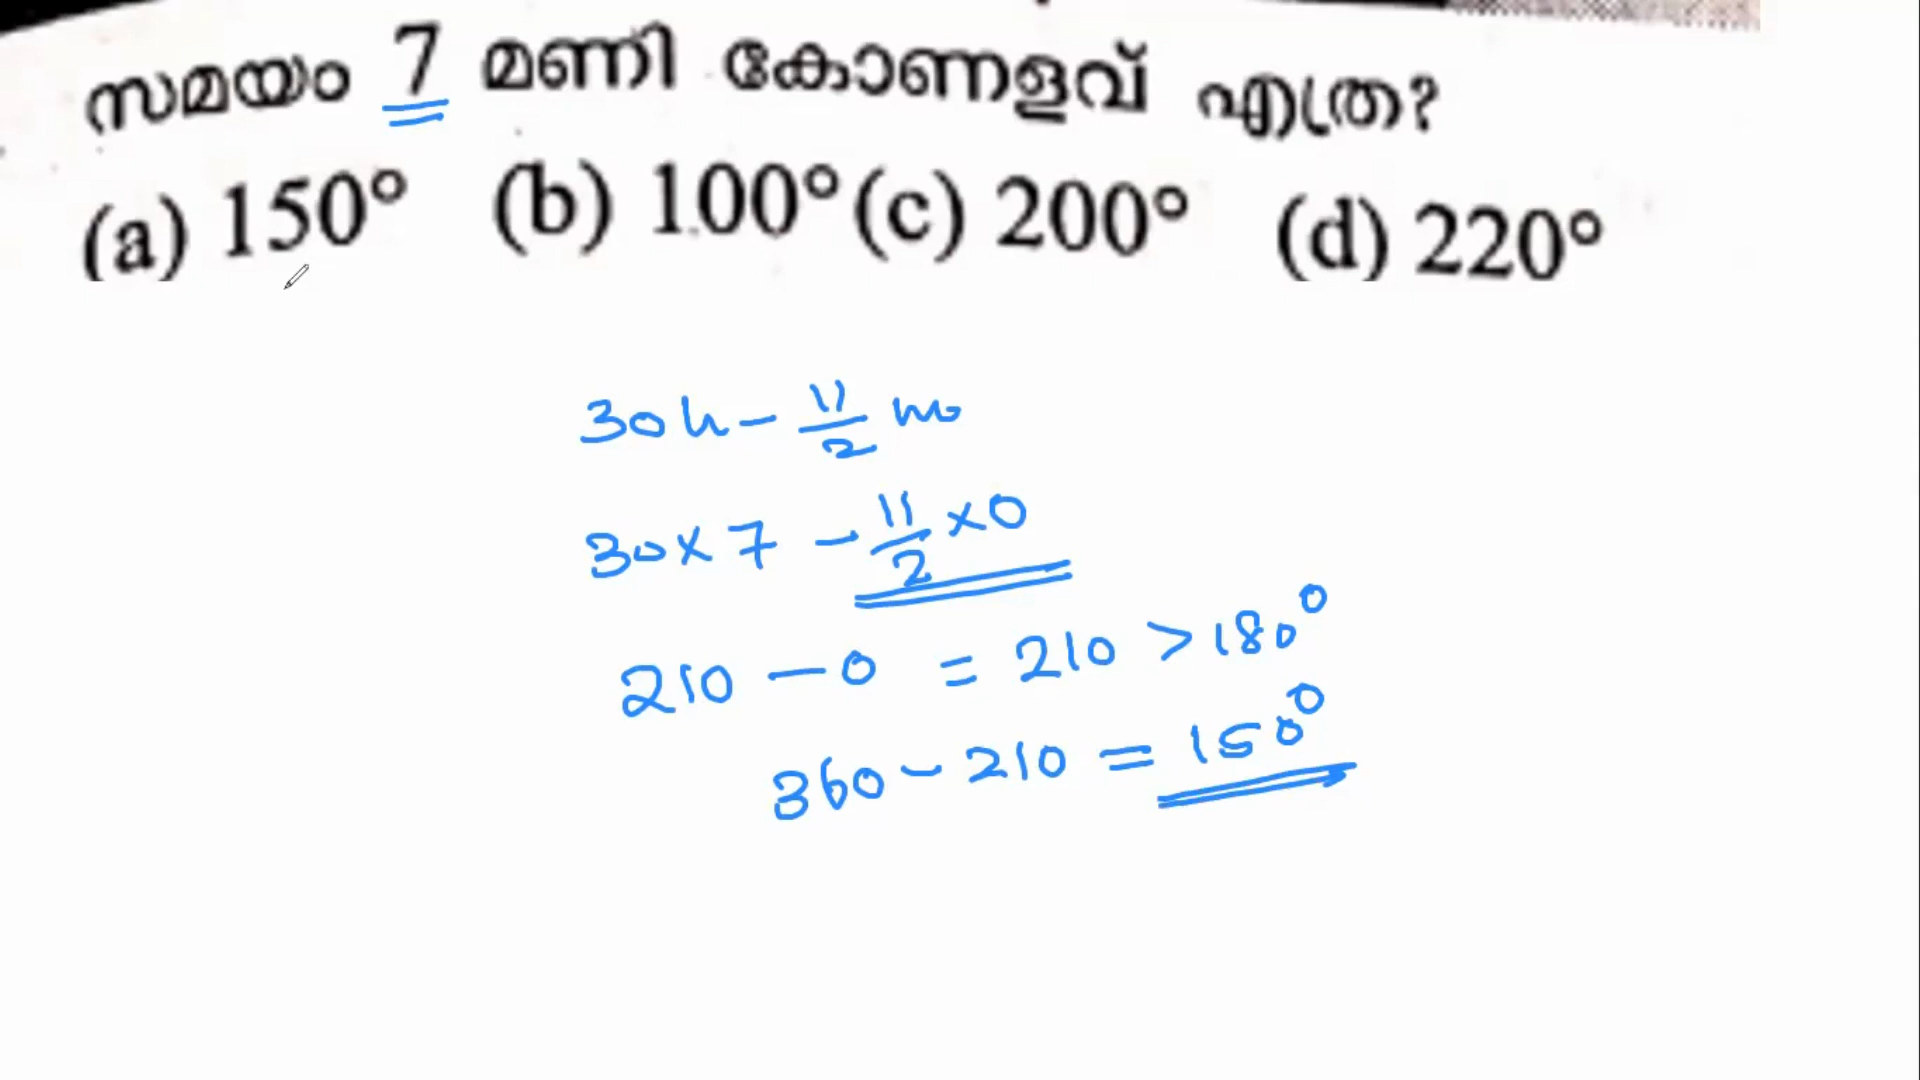 സമയം 7 മണി കോണളവ് എത്ര?
(a) 150° (b) 100° (c) 200° (d) 220°
30h - 11/2 m
30 x 7 - 11/2 x 0
210 - 0 = 210 > 180°
360 - 210 = 150°